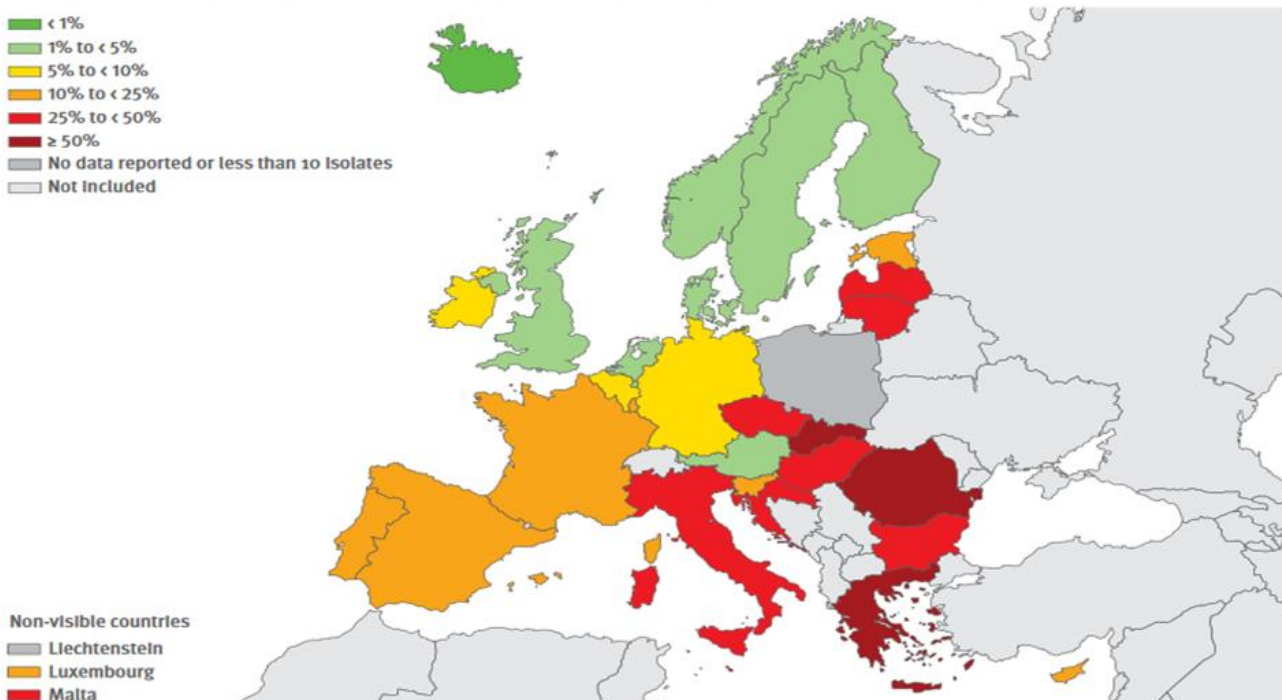 < 1%
1% to < 5%
5% to < 10%
10% to < 25%
25% to < 50%
≥ 50%
No data reported or less than 10 Isolates
Not Included
Non-visible countries
Liechtenstein
Luxembourg
Malta